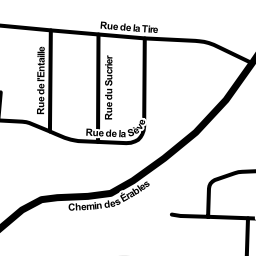 Rue de la Tire
Rue de l'Entaille
Rue du Sucrier
Rue de la Sève
Chemin des Érables